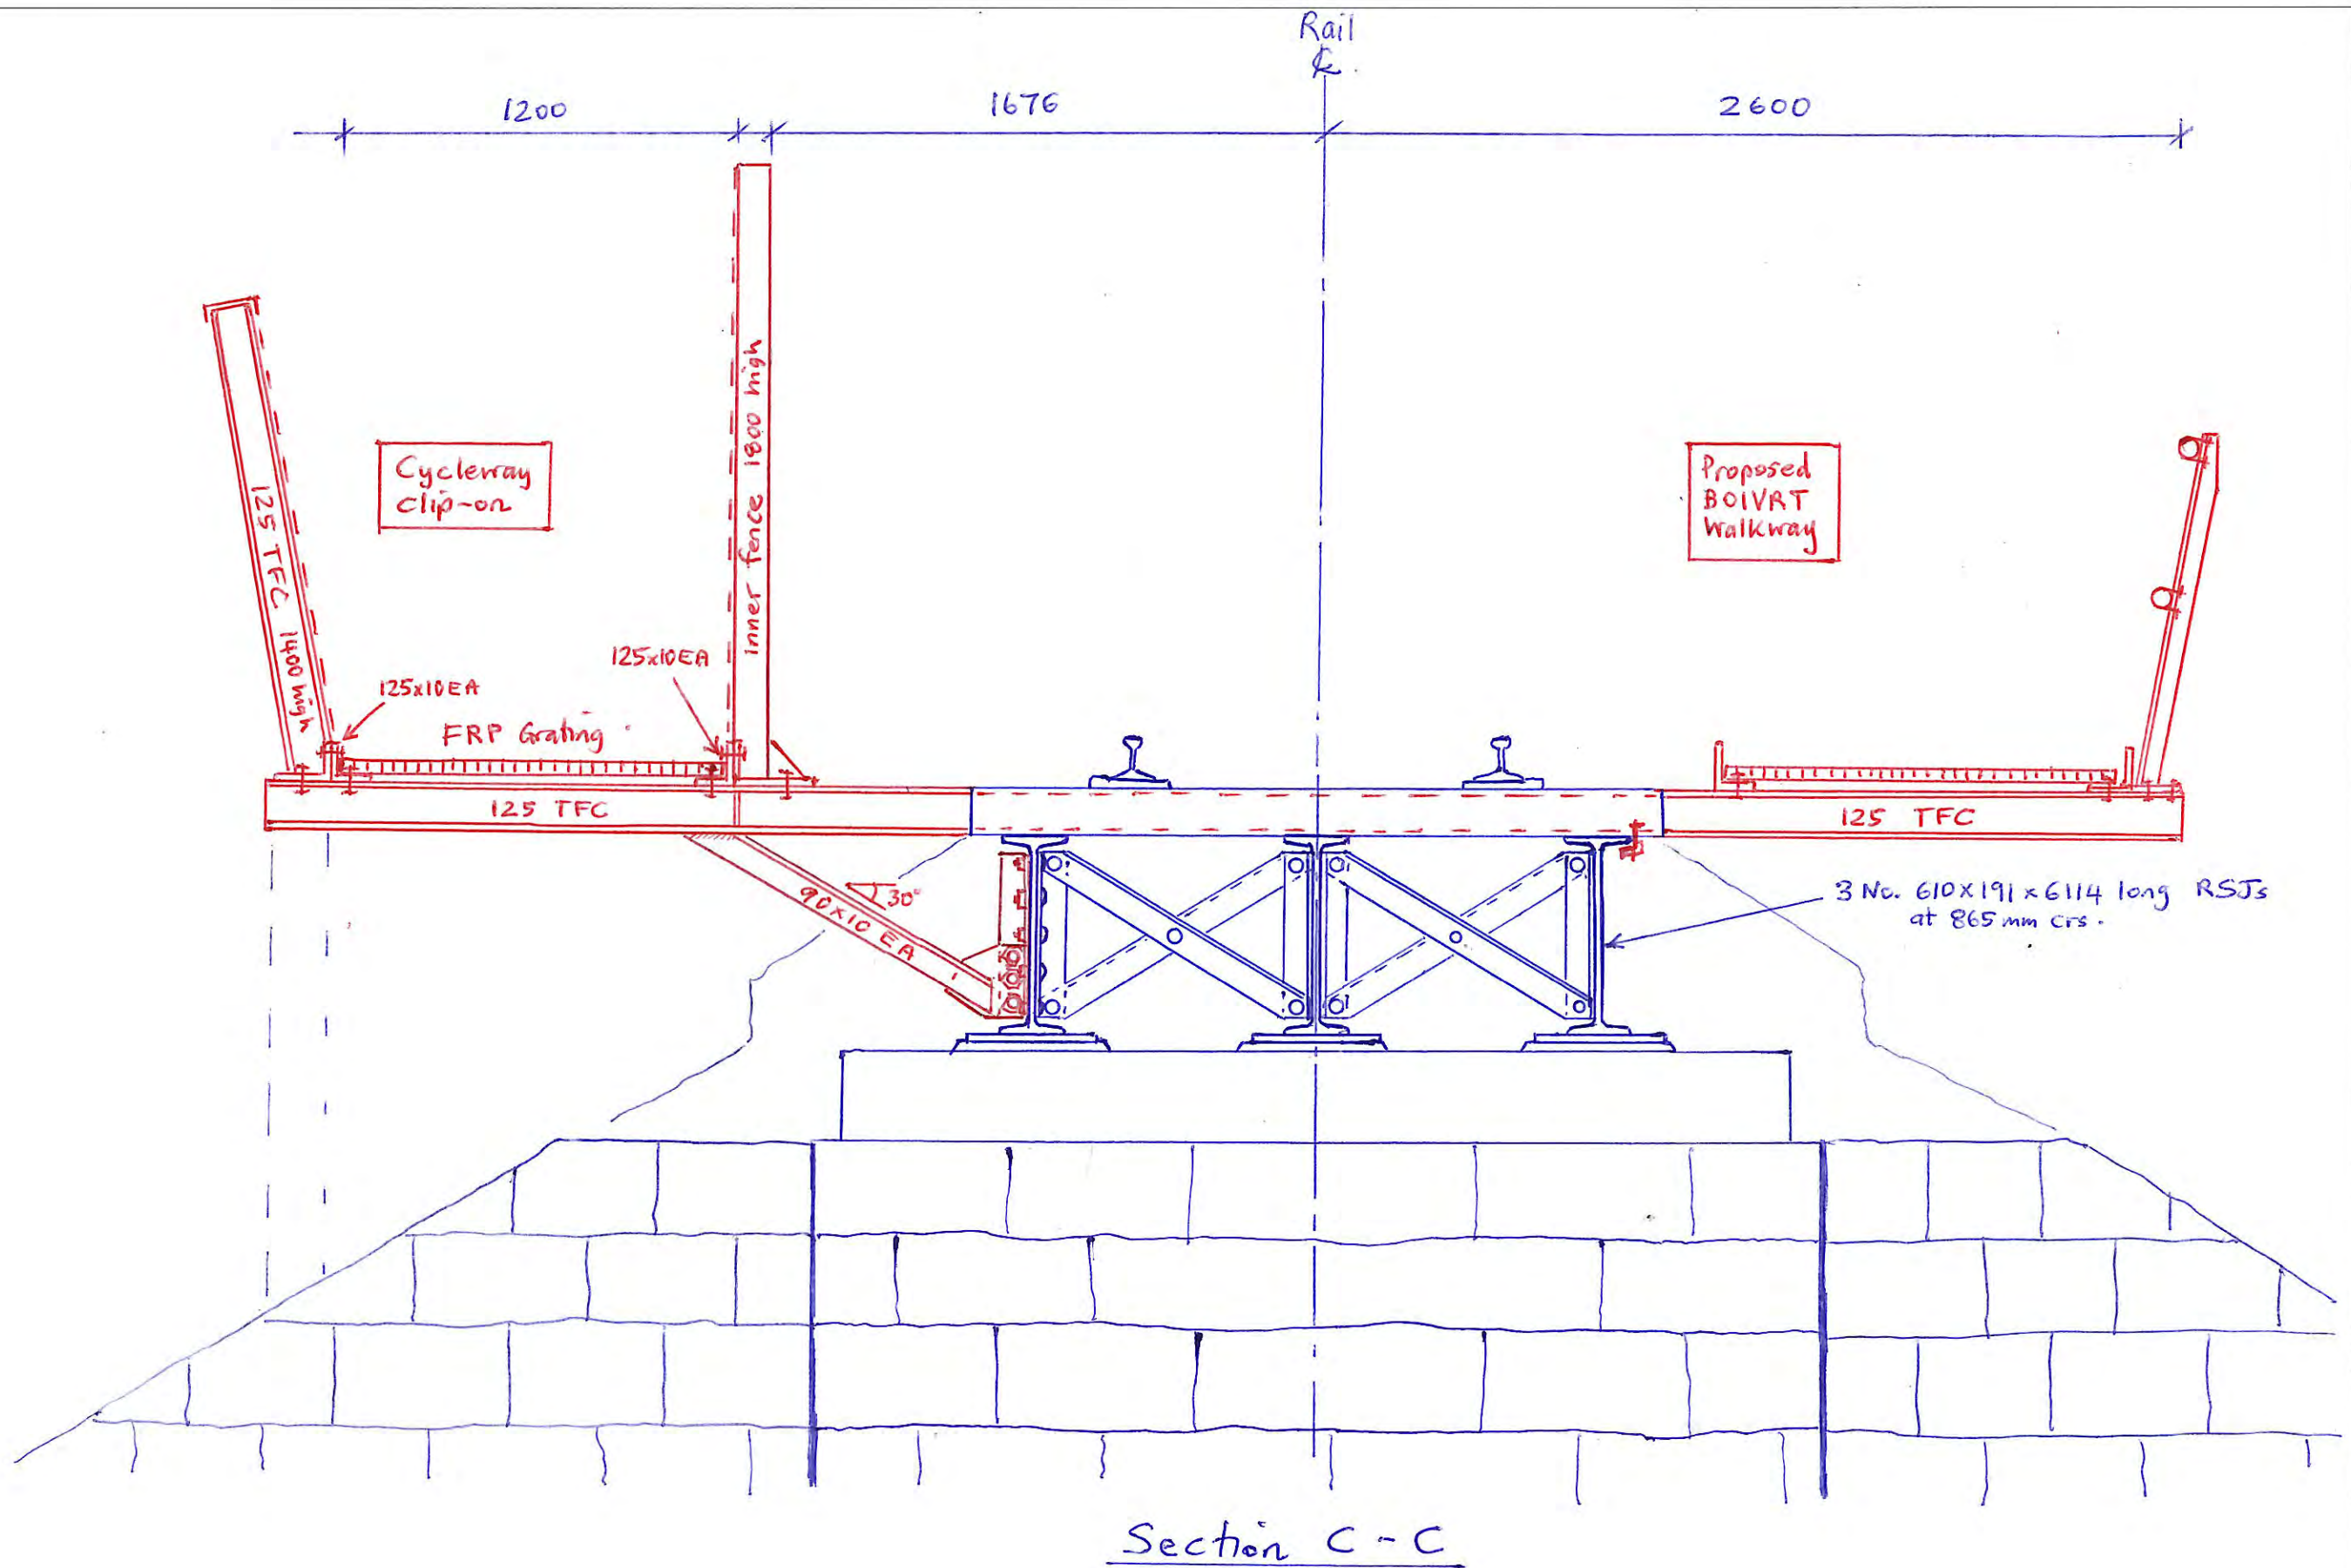 Rail
℄
1200
1676
2600
125 TFC 1400 high
Cycleway
Clip-on
Inner fence 1800 high
Proposed
BOIVRT
Walkway
125x10EA
125x10EA
FRP Grating
125 TFC
125 TFC
30°
90x10 EA
3 No. 610x191x6114 long RSJs
at 865 mm crs.
Section C-C